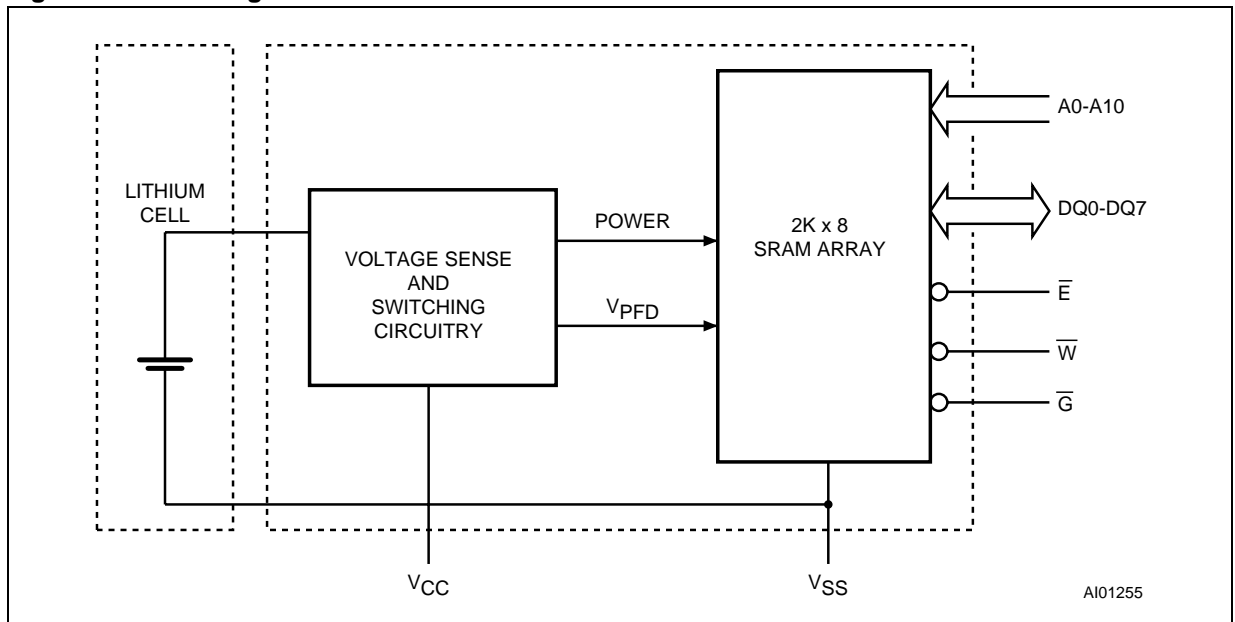 A0-A10
LITHIUM
CELL
POWER
2K x 8
SRAM ARRAY
DQ0-DQ7
VOLTAGE SENSE
AND
SWITCHING
CIRCUITRY
VPFD
E̅
W̅
G̅
VCC
VSS
AI01255